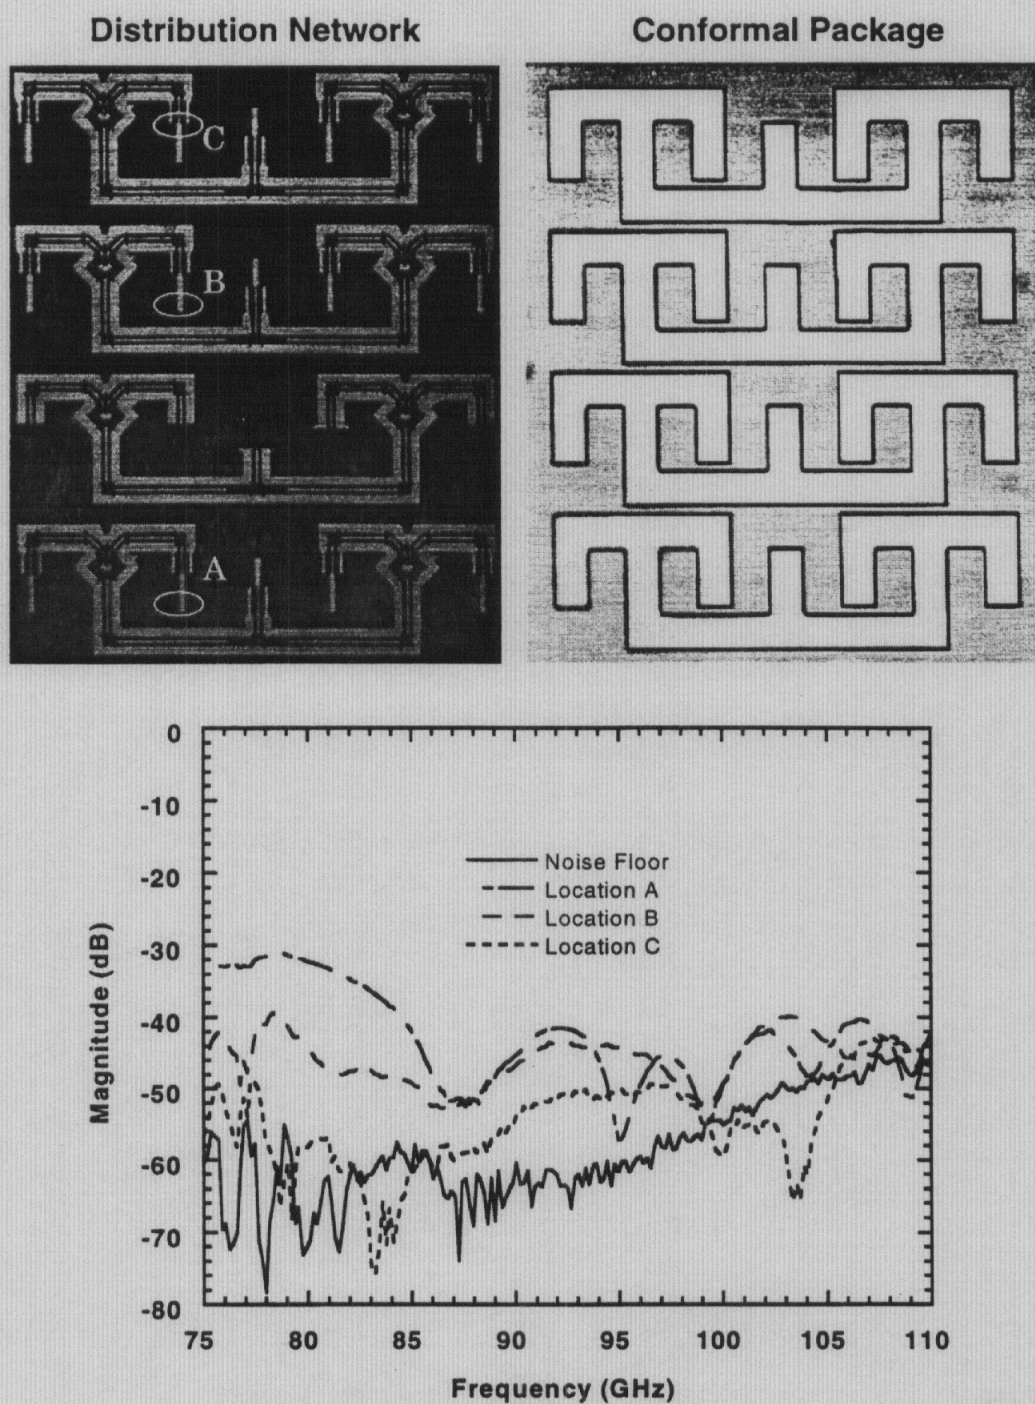 Distribution Network
Conformal Package
C
B
A
0
-10
-20
-30
-40
-50
-60
-70
-80
Magnitude (dB)
Noise Floor
Location A
Location B
Location C
75
80
85
90
95
100
105
110
Frequency (GHz)